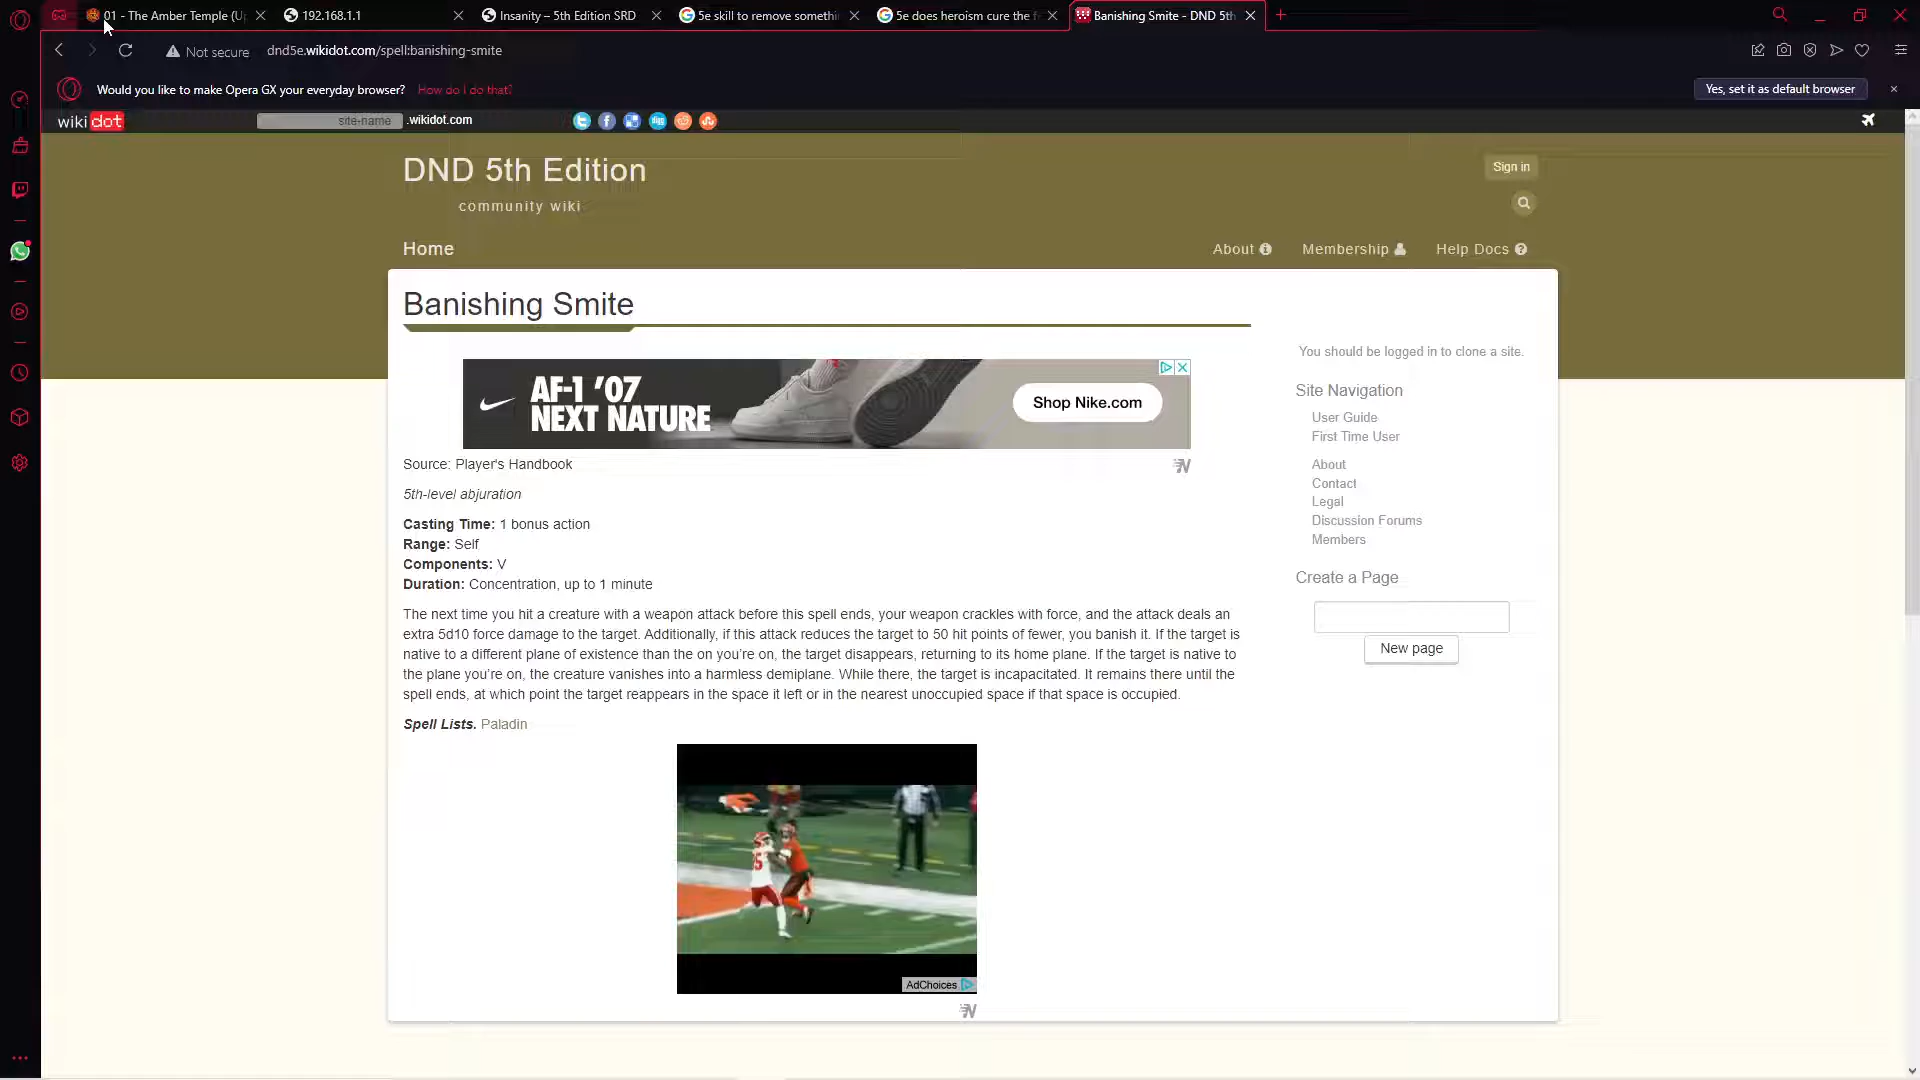 01 - The Amber Temple (U
192.168.1.1
Insanity – 5th Edition SRD
5e skill to remove somethi
5e does heroism cure the f
Banishing Smite - DND 5th
Not secure
dnd5e.wikidot.com/spell:banishing-smite
Would you like to make Opera GX your everyday browser? How do I do that?
Yes, set it as default browser
wiki dot
site-name .wikidot.com
digg
DND 5th Edition
Sign in
community wiki
Home
About
Membership
Help Docs
Banishing Smite
AF-1 '07
NEXT NATURE
Shop Nike.com
You should be logged in to clone a site.
Site Navigation
User Guide
First Time User
About
Contact
Legal
Discussion Forums
Members
Create a Page
New page
Source: Player's Handbook
5th-level abjuration
Casting Time: 1 bonus action
Range: Self
Components: V
Duration: Concentration, up to 1 minute
The next time you hit a creature with a weapon attack before this spell ends, your weapon crackles with force, and the attack deals an
extra 5d10 force damage to the target. Additionally, if this attack reduces the target to 50 hit points of fewer, you banish it. If the target is
native to a different plane of existence than the on you're on, the target disappears, returning to its home plane. If the target is native to
the plane you're on, the creature vanishes into a harmless demiplane. While there, the target is incapacitated. It remains there until the
spell ends, at which point the target reappears in the space it left or in the nearest unoccupied space if that space is occupied.
Spell Lists. Paladin
AdChoices